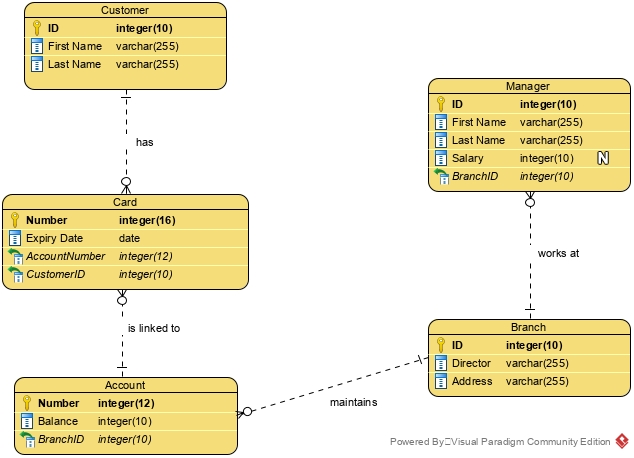 Customer
ID integer(10)
First Name varchar(255)
Last Name varchar(255)
has
Card
Number integer(16)
Expiry Date date
AccountNumber integer(12)
CustomerID integer(10)
is linked to
Account
Number integer(12)
Balance integer(10)
BranchID integer(10)
maintains
Manager
ID integer(10)
First Name varchar(255)
Last Name varchar(255)
Salary integer(10) N
BranchID integer(10)
works at
Branch
ID integer(10)
Director varchar(255)
Address varchar(255)
Powered By Visual Paradigm Community Edition